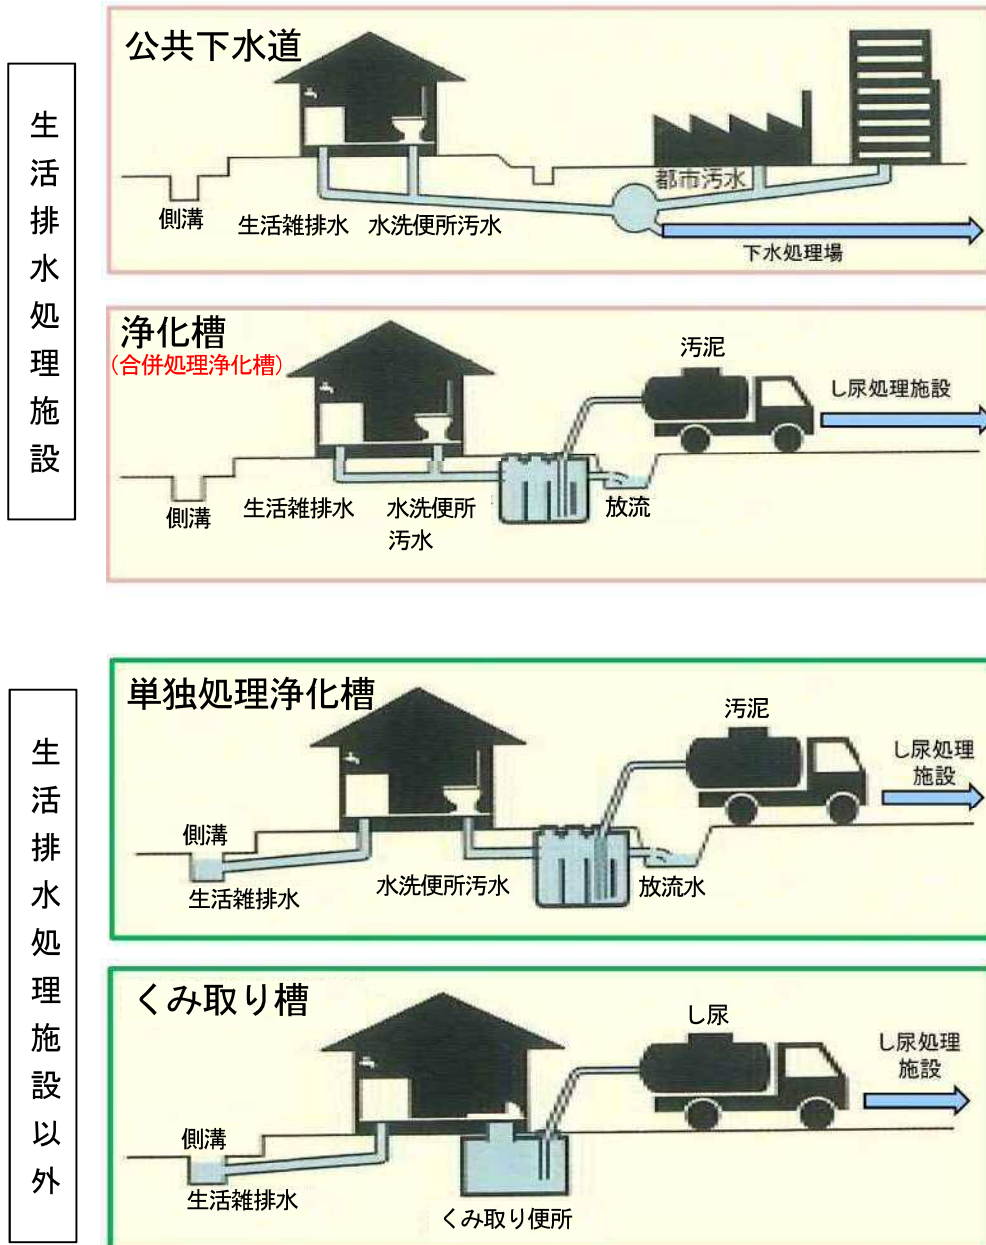 生活排水処理施設
公共下水道
都市汚水
側溝
生活雑排水
水洗便所汚水
下水処理場
浄化槽
(合併処理浄化槽)
汚泥
し尿処理施設
側溝
生活雑排水
水洗便所
汚水
放流
生活排水処理施設以外
単独処理浄化槽
汚泥
し尿処理
施設
側溝
生活雑排水
水洗便所汚水
放流水
くみ取り槽
し尿
し尿処理
施設
側溝
生活雑排水
くみ取り便所